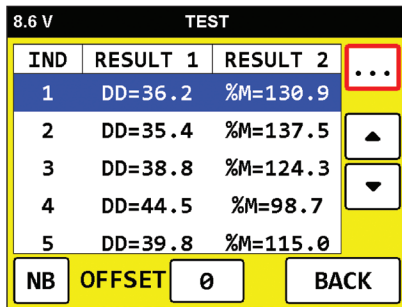 8.6 V TEST
IND RESULT 1 RESULT 2
...
1 DD=36.2 %M=130.9
2 DD=35.4 %M=137.5
3 DD=38.8 %M=124.3
4 DD=44.5 %M=98.7
5 DD=39.8 %M=115.0
NB OFFSET 0 BACK